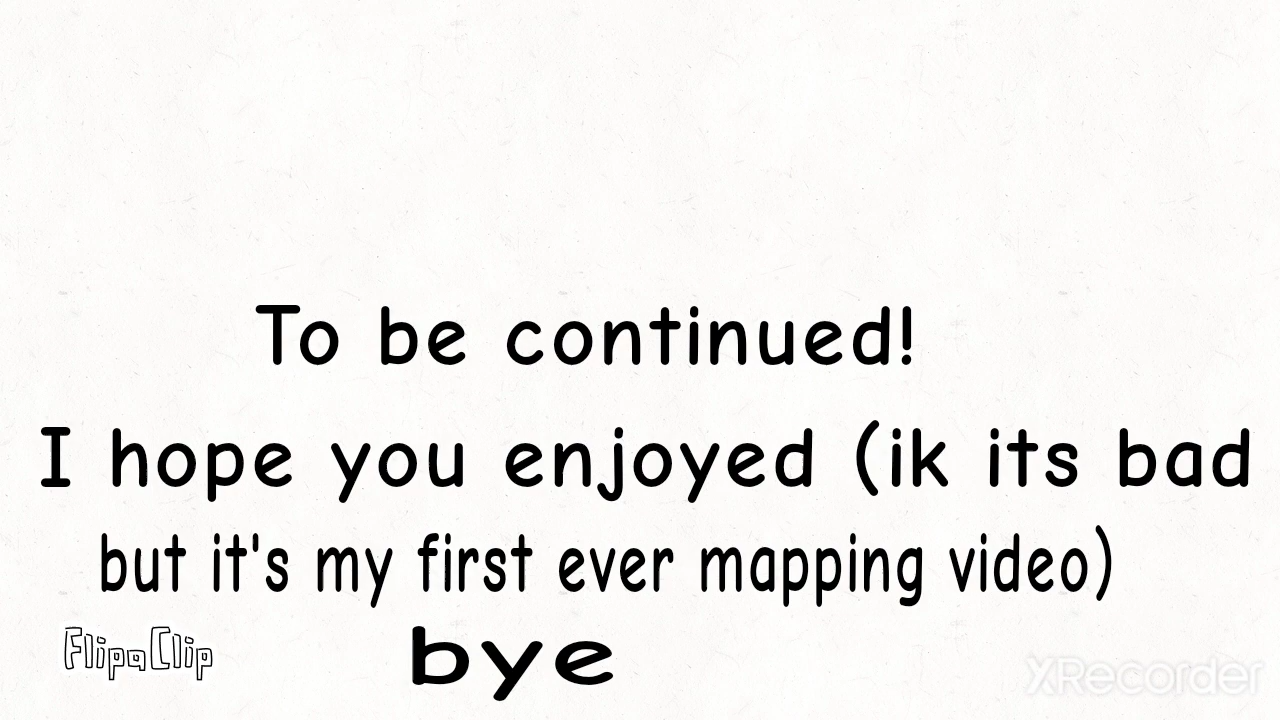 To be continued!
I hope you enjoyed (ik its bad
but it's my first ever mapping video)
bye
FlipaClip
XRecorder